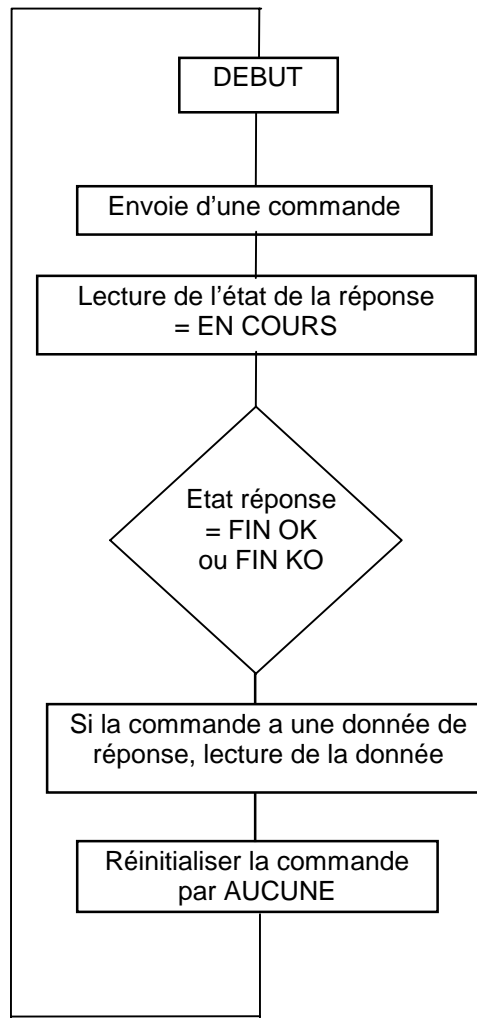 DEBUT
Envoie d'une commande
Lecture de l'état de la réponse
= EN COURS
Etat réponse
= FIN OK
ou FIN KO
Si la commande a une donnée de
réponse, lecture de la donnée
Réinitialiser la commande
par AUCUNE